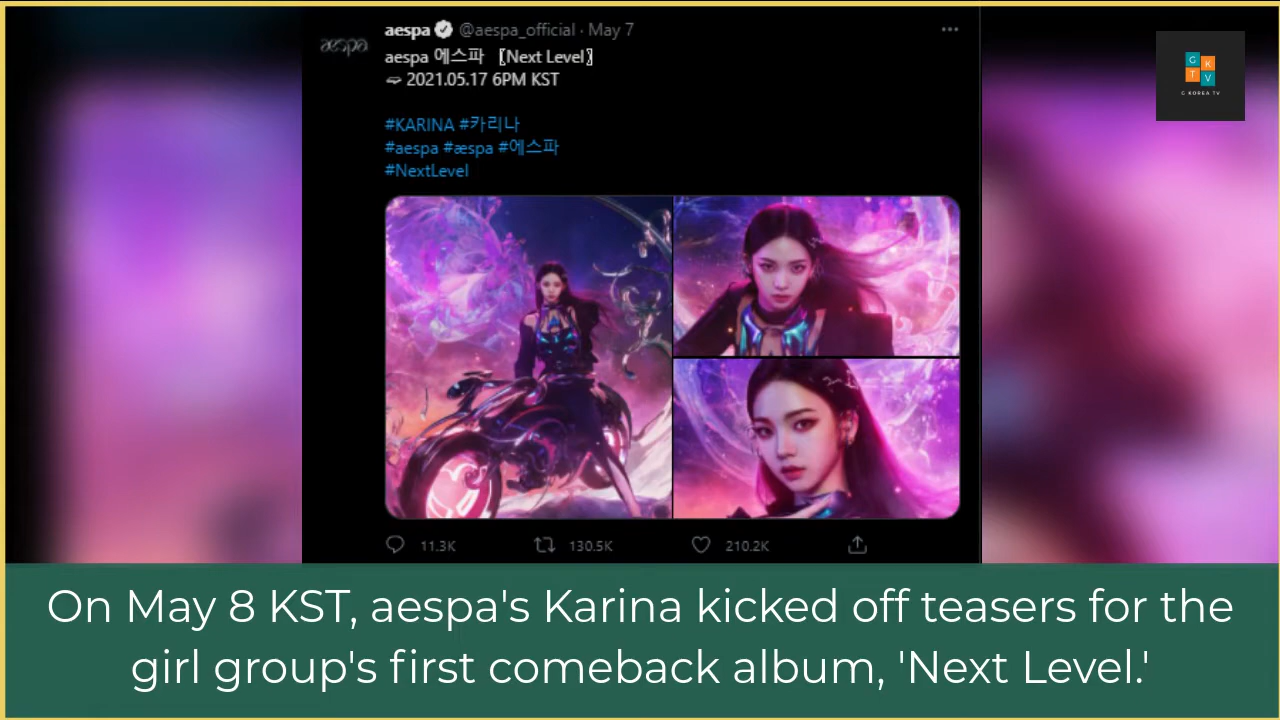 aespa @aespa_official · May 7
aespa
aespa 에스파 〖Next Level〗
2021.05.17 6PM KST
#KARINA #카리나
#aespa #æspa #에스파
#NextLevel
G K
T V
G KOREA TV
11.3K 130.5K 210.2K
On May 8 KST, aespa's Karina kicked off teasers for the
girl group's first comeback album, 'Next Level.'